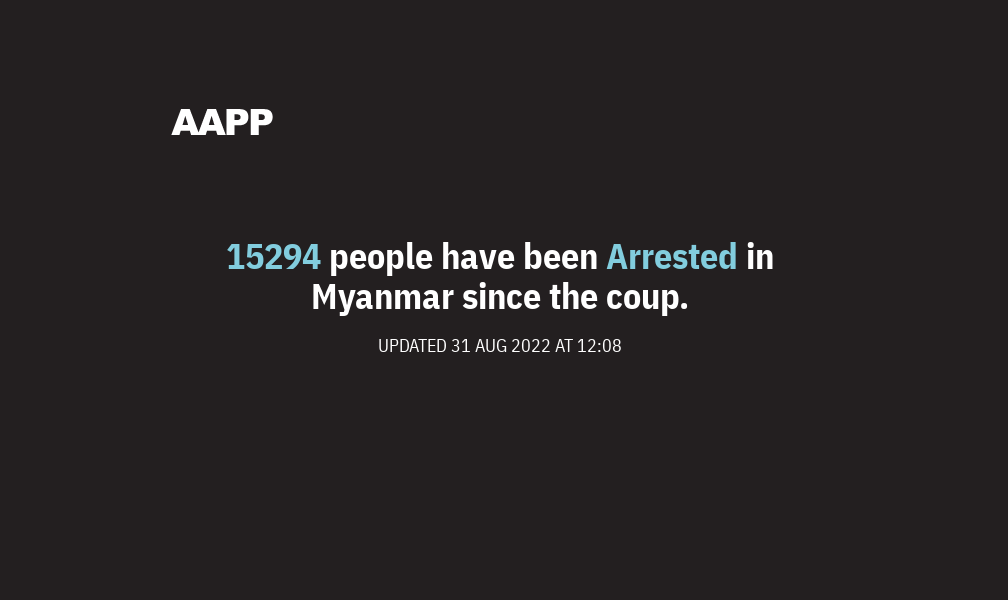 AAPP
15294 people have been Arrested in
Myanmar since the coup.
UPDATED 31 AUG 2022 AT 12:08